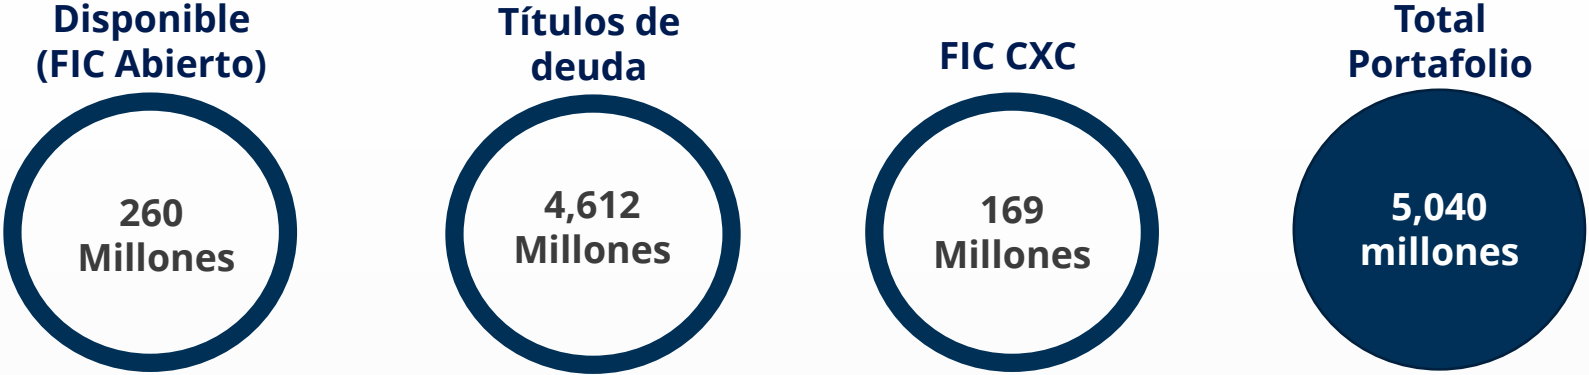 Disponible
(FIC Abierto)
260
Millones
Títulos de
deuda
4,612
Millones
FIC CXC
169
Millones
Total
Portafolio
5,040
millones